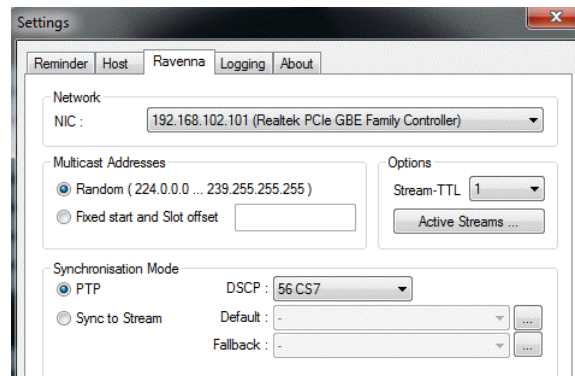 Settings
Reminder Host Ravenna Logging About
Network
NIC : 192.168.102.101 (Realtek PCIe GBE Family Controller)
Multicast Addresses
Random ( 224.0.0.0 ... 239.255.255.255 )
Fixed start and Slot offset
Options
Stream-TTL 1
Active Streams ...
Synchronisation Mode
PTP DSCP : 56 CS7
Sync to Stream Default : - ...
Fallback : - ...